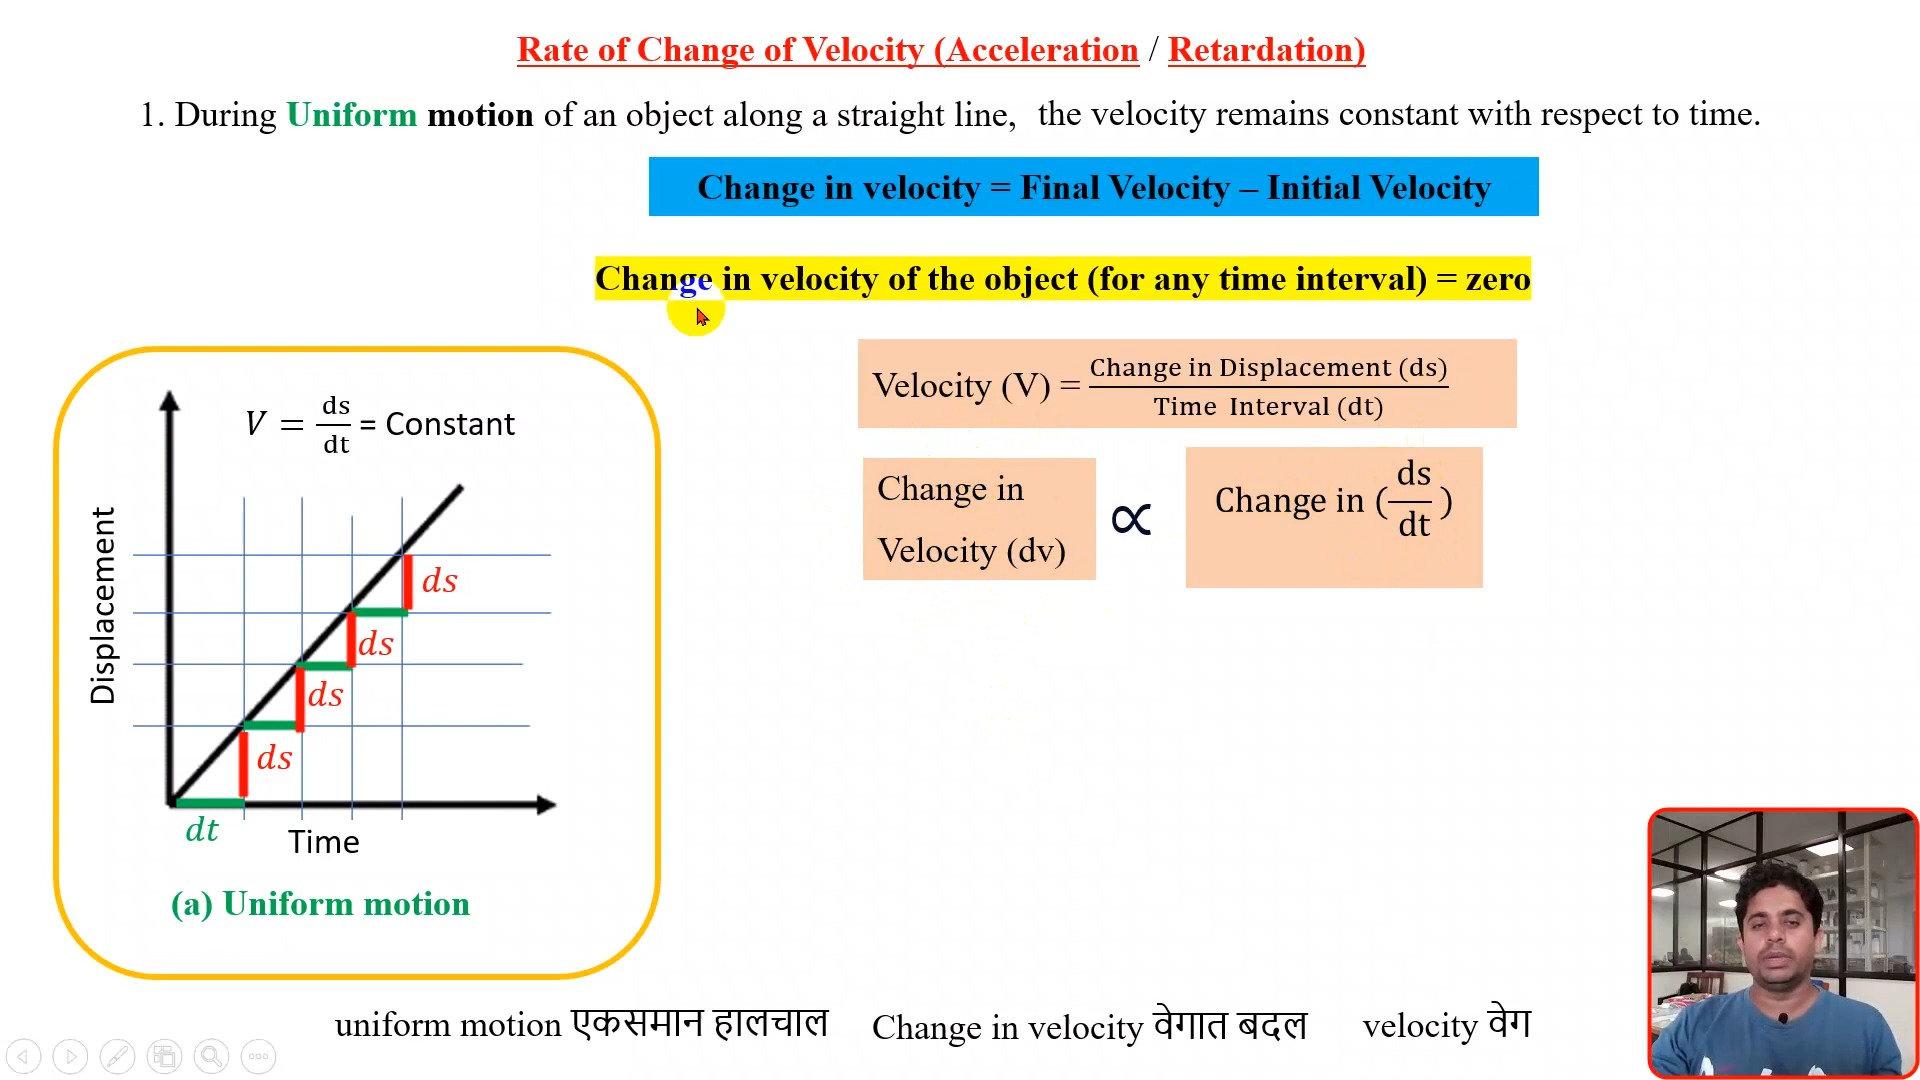 Rate of Change of Velocity (Acceleration / Retardation)
1. During Uniform motion of an object along a straight line, the velocity remains constant with respect to time.
Change in velocity = Final Velocity – Initial Velocity
Change in velocity of the object (for any time interval) = zero
Velocity (V) = Change in Displacement (ds) / Time Interval (dt)
Change in
Velocity (dv)
∝
Change in (ds/dt)
V = ds/dt = Constant
Displacement
ds
ds
ds
ds
dt
Time
(a) Uniform motion
uniform motion एकसमान हालचाल
Change in velocity वेगात बदल
velocity वेग